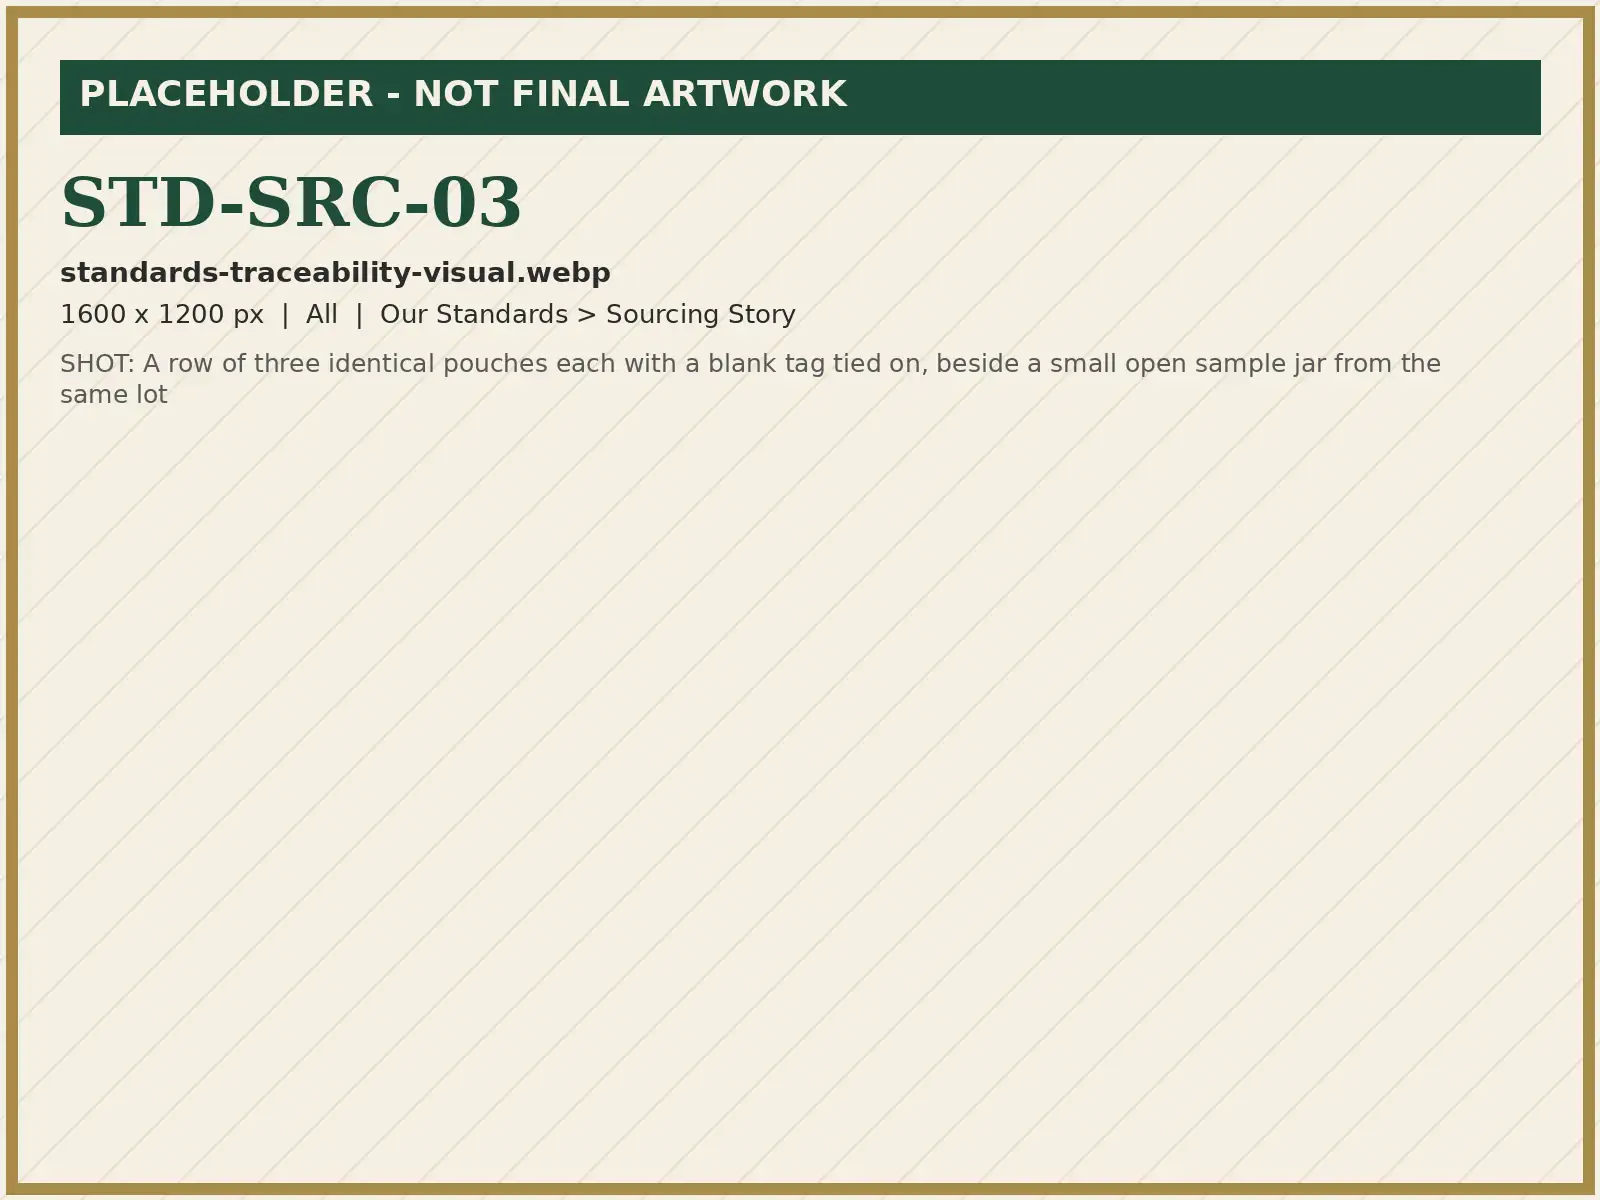 PLACEHOLDER - NOT FINAL ARTWORK
STD-SRC-03
standards-traceability-visual.webp
1600 x 1200 px | All | Our Standards > Sourcing Story
SHOT: A row of three identical pouches each with a blank tag tied on, beside a small open sample jar from the
same lot